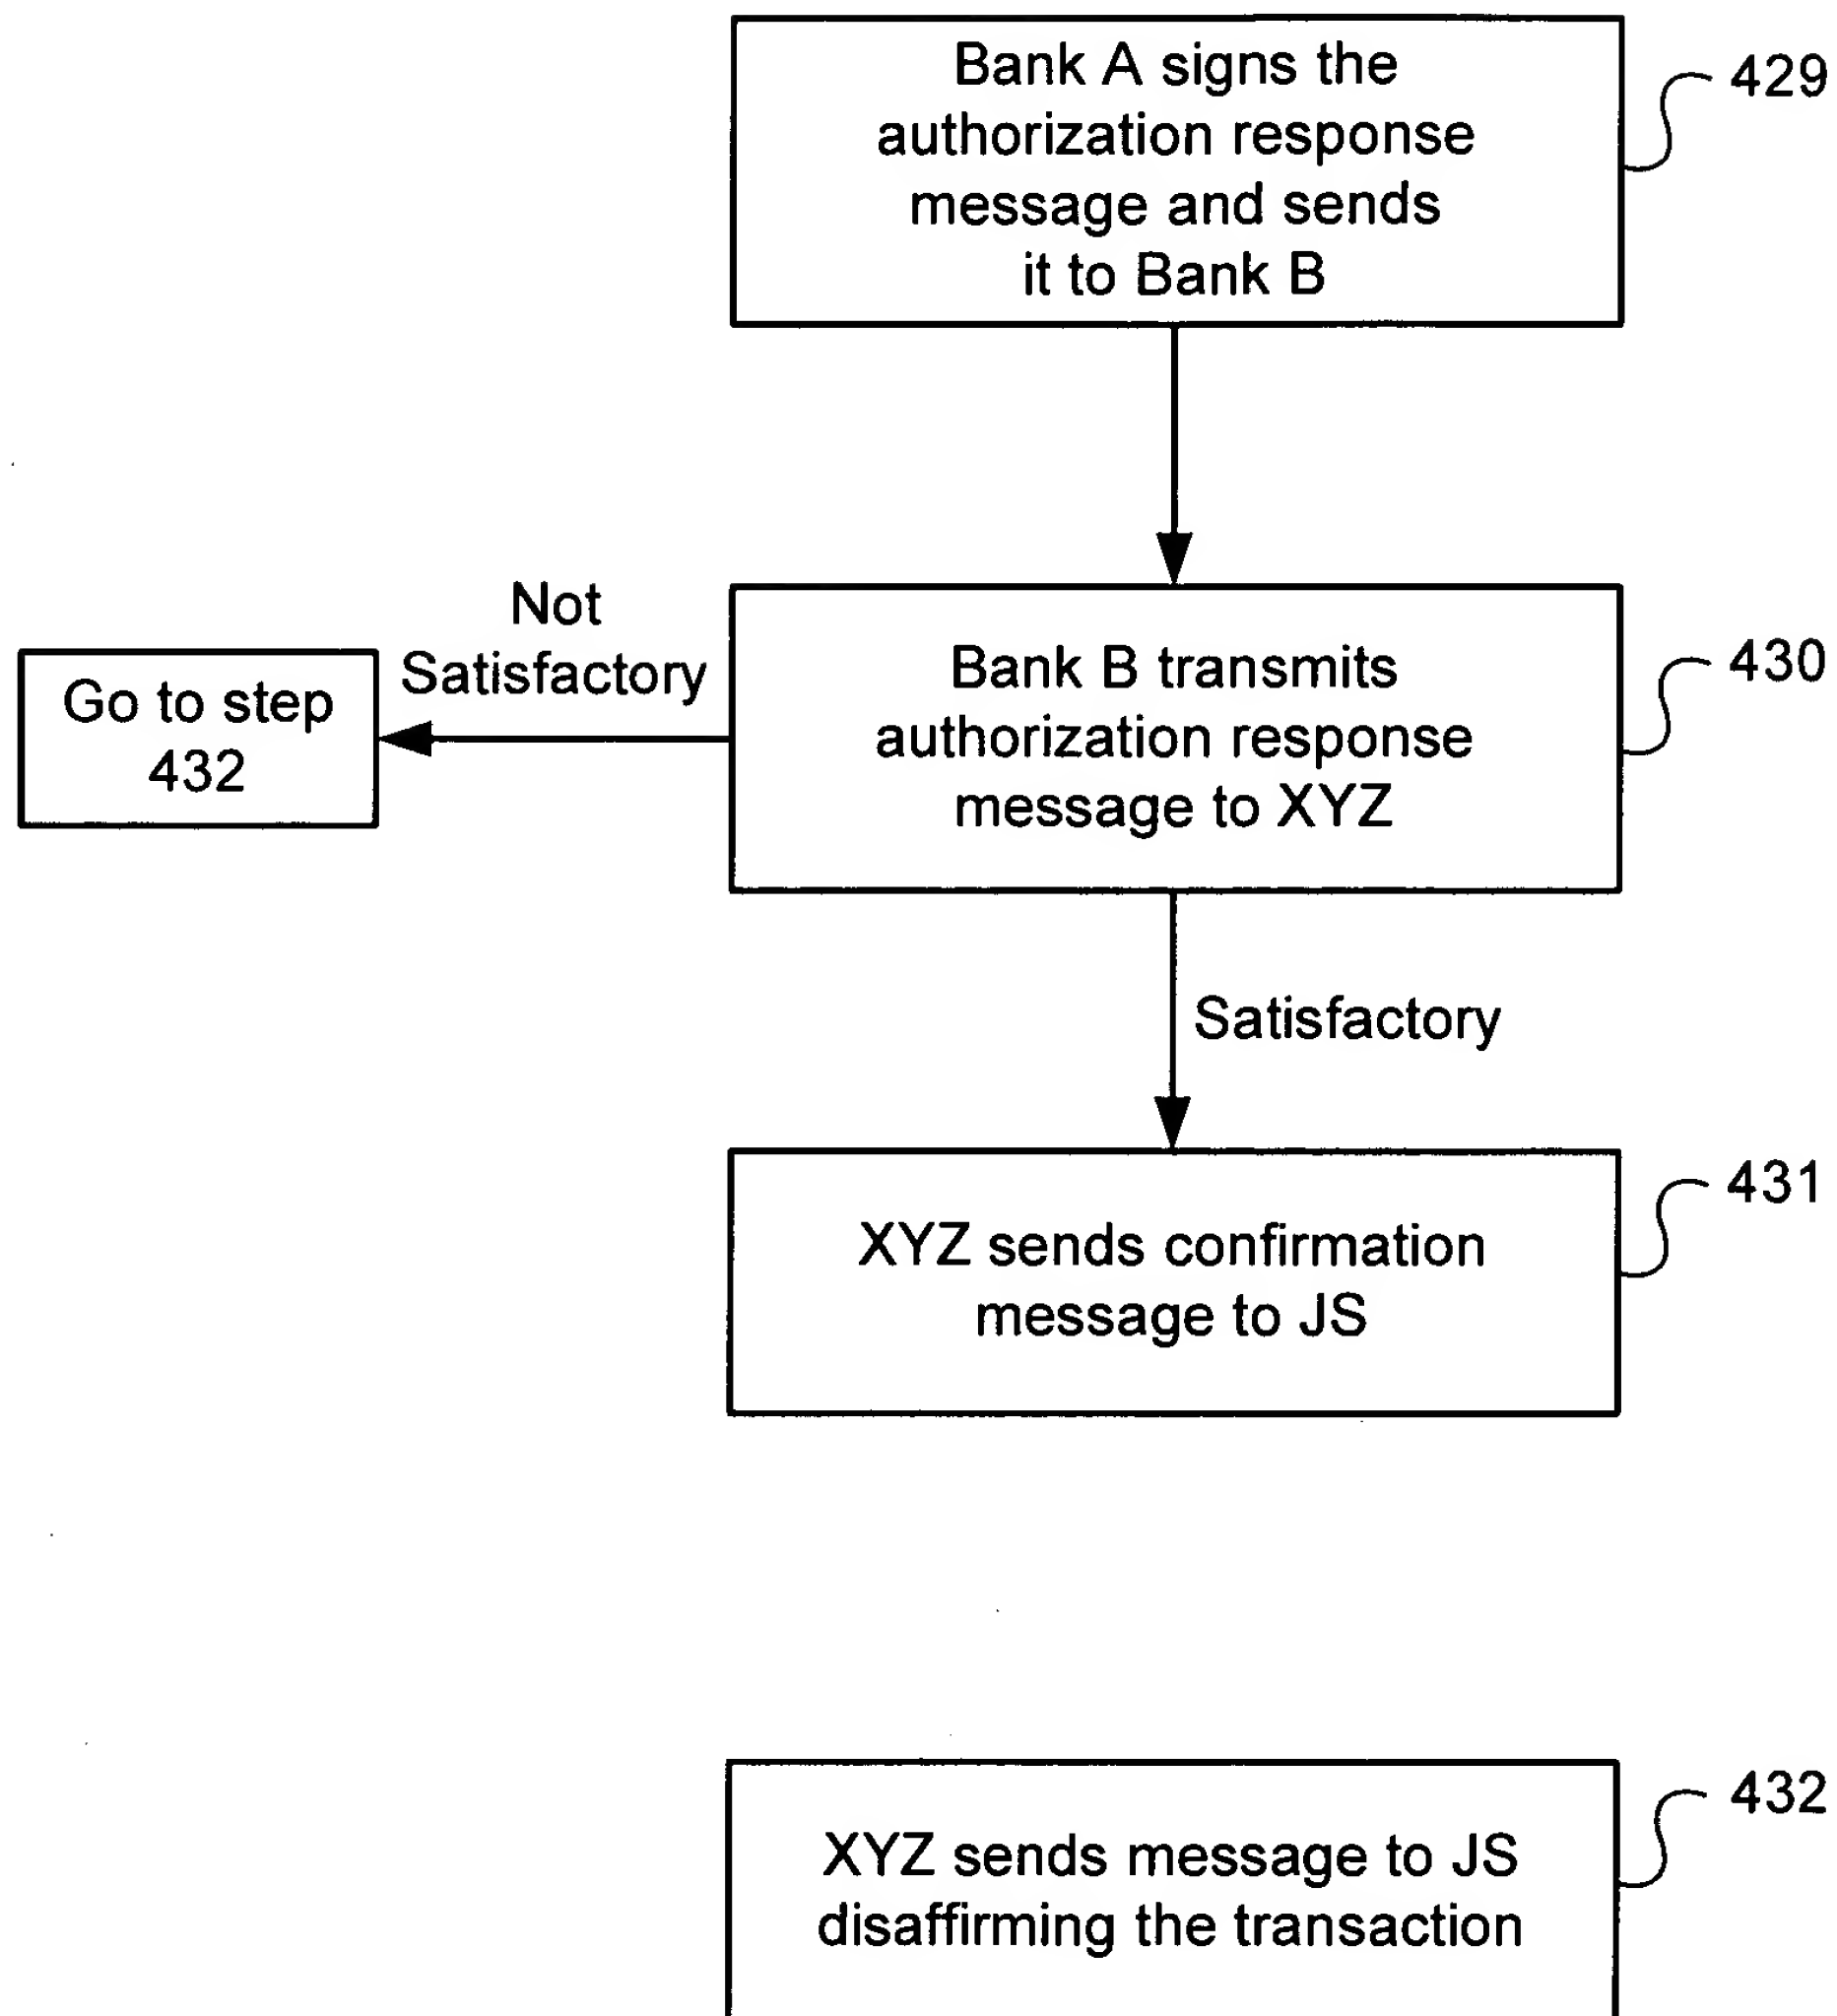 Bank A signs the
authorization response
message and sends
it to Bank B
429
Not
Satisfactory
Go to step
432
Bank B transmits
authorization response
message to XYZ
430
Satisfactory
XYZ sends confirmation
message to JS
431
XYZ sends message to JS
disaffirming the transaction
432